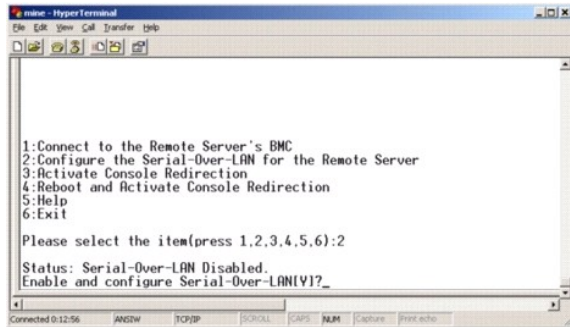 mine - HyperTerminal
File Edit View Call Transfer Help
1:Connect to the Remote Server's BMC
2:Configure the Serial-Over-LAN for the Remote Server
3:Activate Console Redirection
4:Reboot and Activate Console Redirection
5:Help
6:Exit
Please select the item(press 1,2,3,4,5,6):2
Status: Serial-Over-LAN Disabled.
Enable and configure Serial-Over-LAN[Y]?_
Connected 0:12:56 ANSIW TCP/IP SCROLL CAPS NUM Capture Print echo